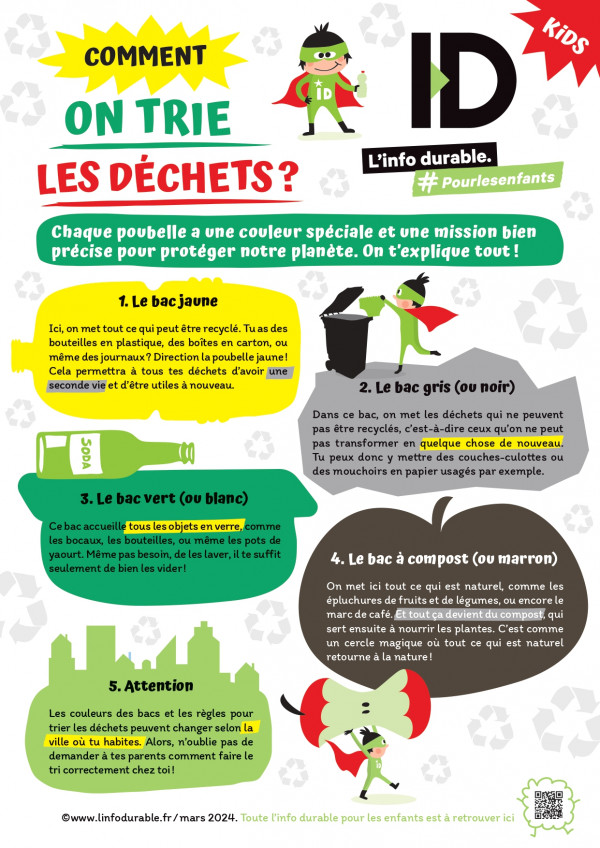 COMMENT
ON TRIE
LES DÉCHETS ?
KiDS
iD
ID
L'info durable.
#Pourlesenfants
Chaque poubelle a une couleur spéciale et une mission bien
précise pour protéger notre planète. On t'explique tout !
1. Le bac jaune
Ici, on met tout ce qui peut être recyclé. Tu as des
bouteilles en plastique, des boîtes en carton, ou
même des journaux ? Direction la poubelle jaune !
Cela permettra à tous tes déchets d'avoir une
seconde vie et d'être utiles à nouveau.
2. Le bac gris (ou noir)
Dans ce bac, on met les déchets qui ne peuvent
pas être recyclés, c'est-à-dire ceux qu'on ne peut
pas transformer en quelque chose de nouveau.
Tu peux donc y mettre des couches-culottes ou
des mouchoirs en papier usagés par exemple.
SODA
3. Le bac vert (ou blanc)
Ce bac accueille tous les objets en verre, comme
les bocaux, les bouteilles, ou même les pots de
yaourt. Même pas besoin, de les laver, il te suffit
seulement de bien les vider !
4. Le bac à compost (ou marron)
On met ici tout ce qui est naturel, comme les
épluchures de fruits et de légumes, ou encore le
marc de café. Et tout ça devient du compost, qui
sert ensuite à nourrir les plantes. C'est comme
un cercle magique où tout ce qui est naturel
retourne à la nature !
5. Attention
Les couleurs des bacs et les règles pour
trier les déchets peuvent changer selon la
ville où tu habites. Alors, n'oublie pas de
demander à tes parents comment faire le
tri correctement chez toi !
©www.linfodurable.fr/mars 2024. Toute l'info durable pour les enfants est à retrouver ici